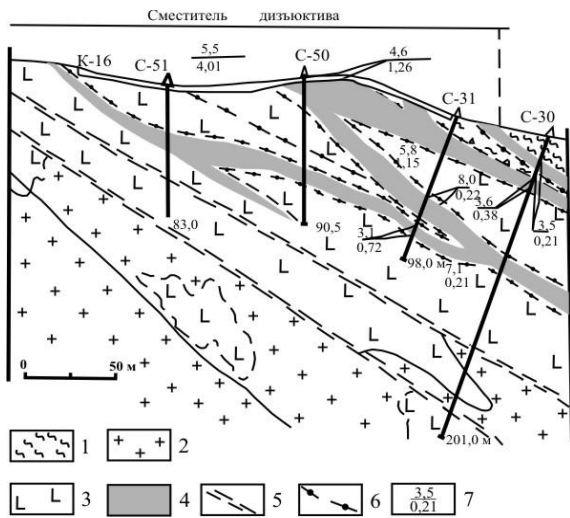 Сместитель дизъюктива
К-16 С-51 5,5 С-50 4,6
4,01 1,26
С-31
С-30
5,8
1,15
8,0
0,22
3,6
0,38
3,5
0,21
3,1
0,72
83,0
90,5
98,0 м
7,1
0,21
0 50 м
201,0 м
1 2
3 4 5 6 3,5 7
0,21